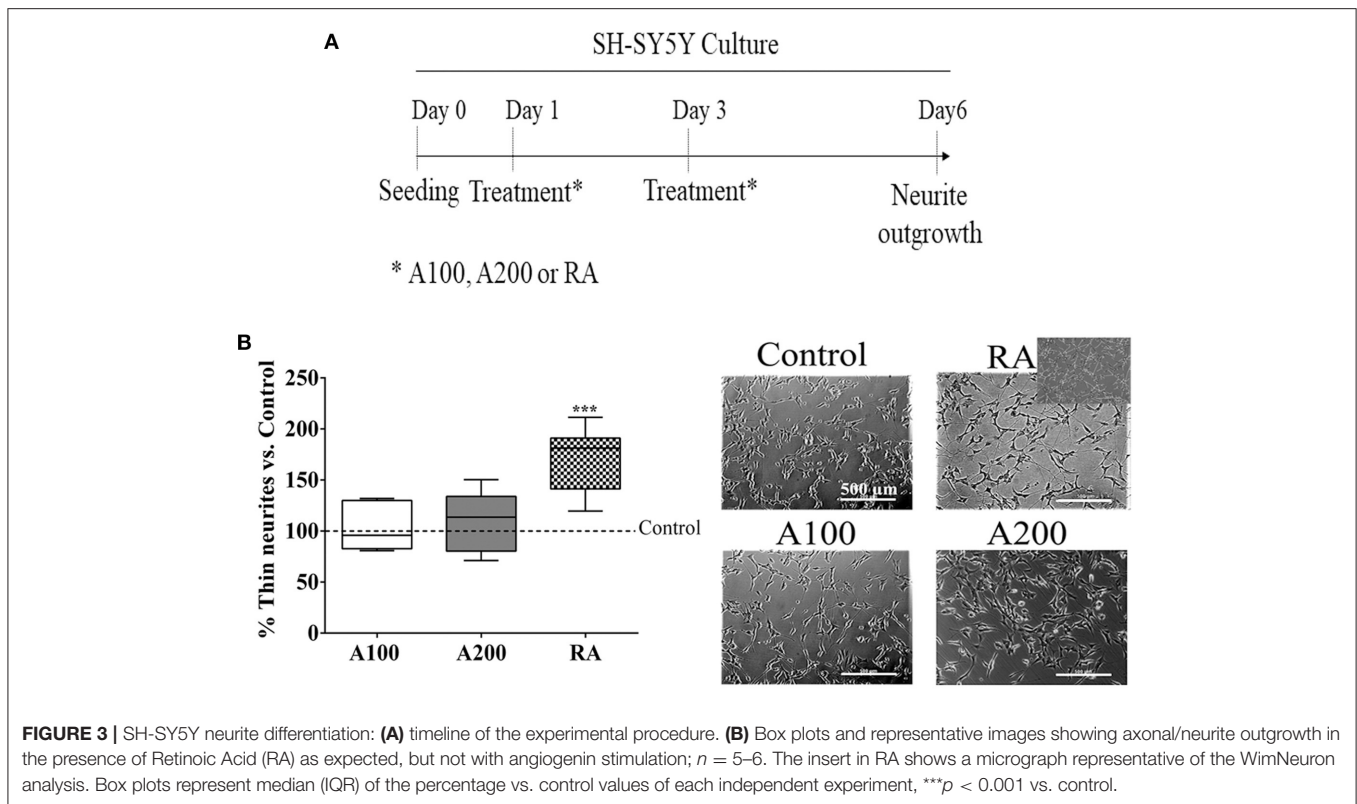 A
SH-SY5Y Culture
Day 0 Day 1 Day 3 Day6
Seeding Treatment* Treatment* Neurite
outgrowth
* A100, A200 or RA
B
% Thin neurites vs. Control
250
200
150
100
50
0
***
Control
A100 A200 RA
Control RA
500 µm
A100 A200
FIGURE 3 | SH-SY5Y neurite differentiation: (A) timeline of the experimental procedure. (B) Box plots and representative images showing axonal/neurite outgrowth in
the presence of Retinoic Acid (RA) as expected, but not with angiogenin stimulation; n = 5–6. The insert in RA shows a micrograph representative of the WimNeuron
analysis. Box plots represent median (IQR) of the percentage vs. control values of each independent experiment, ***p < 0.001 vs. control.